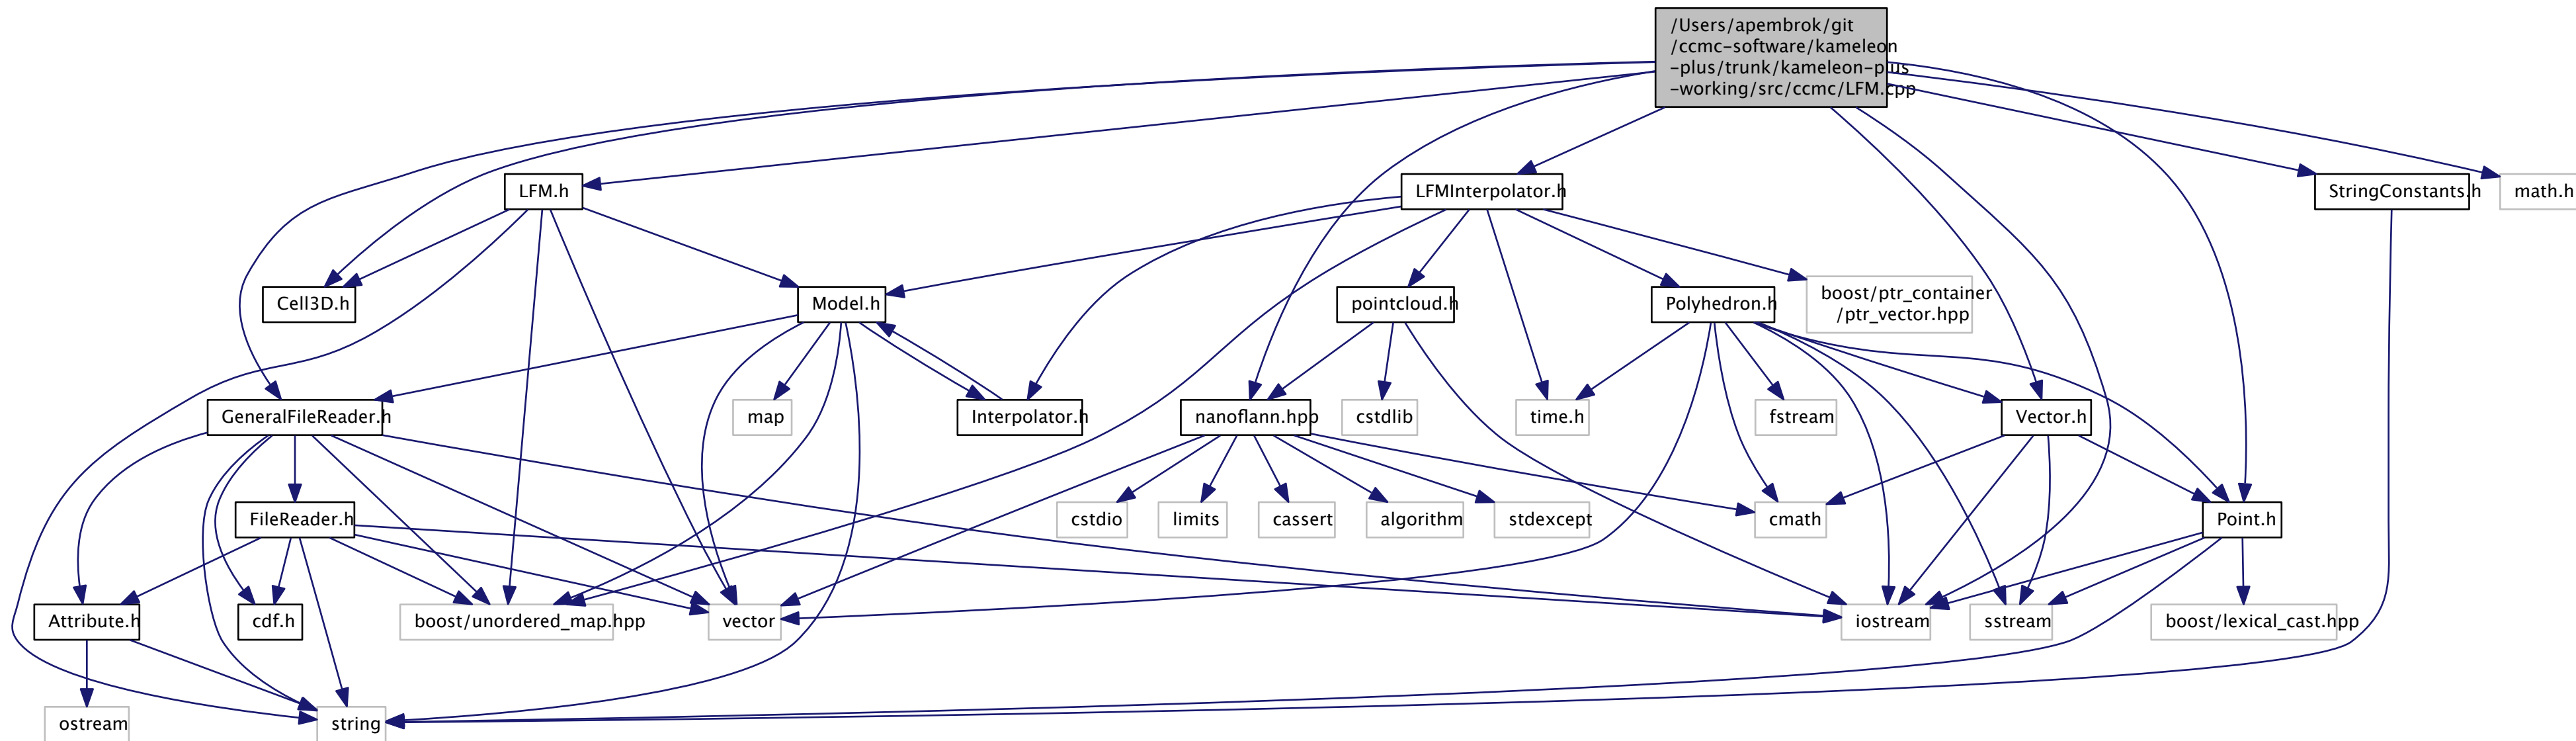 /Users/apembrok/git
/ccmc-software/kameleon
-plus/trunk/kameleon-plus
-working/src/ccmc/LFM.cpp
LFM.h
LFMInterpolator.h
StringConstants.h
math.h
Cell3D.h
Model.h
pointcloud.h
Polyhedron.h
boost/ptr_container
/ptr_vector.hpp
GeneralFileReader.h
map
Interpolator.h
nanoflann.hpp
cstdlib
time.h
fstream
Vector.h
FileReader.h
cstdio
limits
cassert
algorithm
stdexcept
cmath
Point.h
Attribute.h
cdf.h
boost/unordered_map.hpp
vector
iostream
sstream
boost/lexical_cast.hpp
ostream
string